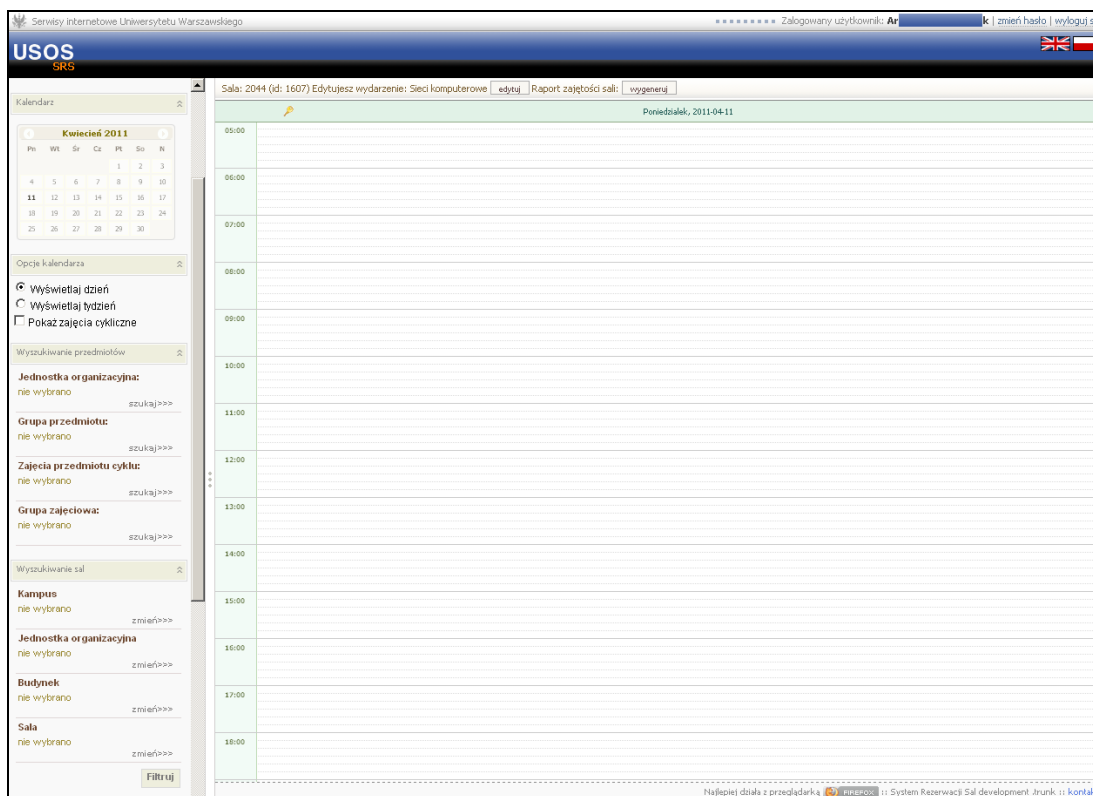 Serwisy internetowe Uniwersytetu Warszawskiego
Zalogowany użytkownik: Ar k | zmień hasło | wyloguj s
USOS
SRS
Sala: 2044 (id: 1607) Edytujesz wydarzenie: Sieci komputerowe edytuj Raport zajętości sali: wygeneruj
Poniedziałek, 2011-04-11
Kalendarz
Kwiecień 2011
Pn Wt Śr Cz Pt So N
1 2 3
4 5 6 7 8 9 10
11 12 13 14 15 16 17
18 19 20 21 22 23 24
25 26 27 28 29 30
Opcje kalendarza
Wyświetlaj dzień
Wyświetlaj tydzień
Pokaż zajęcia cykliczne
Wyszukiwanie przedmiotów
Jednostka organizacyjna:
nie wybrano
szukaj>>>
Grupa przedmiotu:
nie wybrano
szukaj>>>
Zajęcia przedmiotu cyklu:
nie wybrano
szukaj>>>
Grupa zajęciowa:
nie wybrano
szukaj>>>
Wyszukiwanie sal
Kampus
nie wybrano
zmień>>>
Jednostka organizacyjna
nie wybrano
zmień>>>
Budynek
nie wybrano
zmień>>>
Sala
nie wybrano
zmień>>>
Filtruj
05:00
06:00
07:00
08:00
09:00
10:00
11:00
12:00
13:00
14:00
15:00
16:00
17:00
18:00
Najlepiej działa z przeglądarką FIREFOX :: System Rezerwacji Sal development /trunk :: kontak